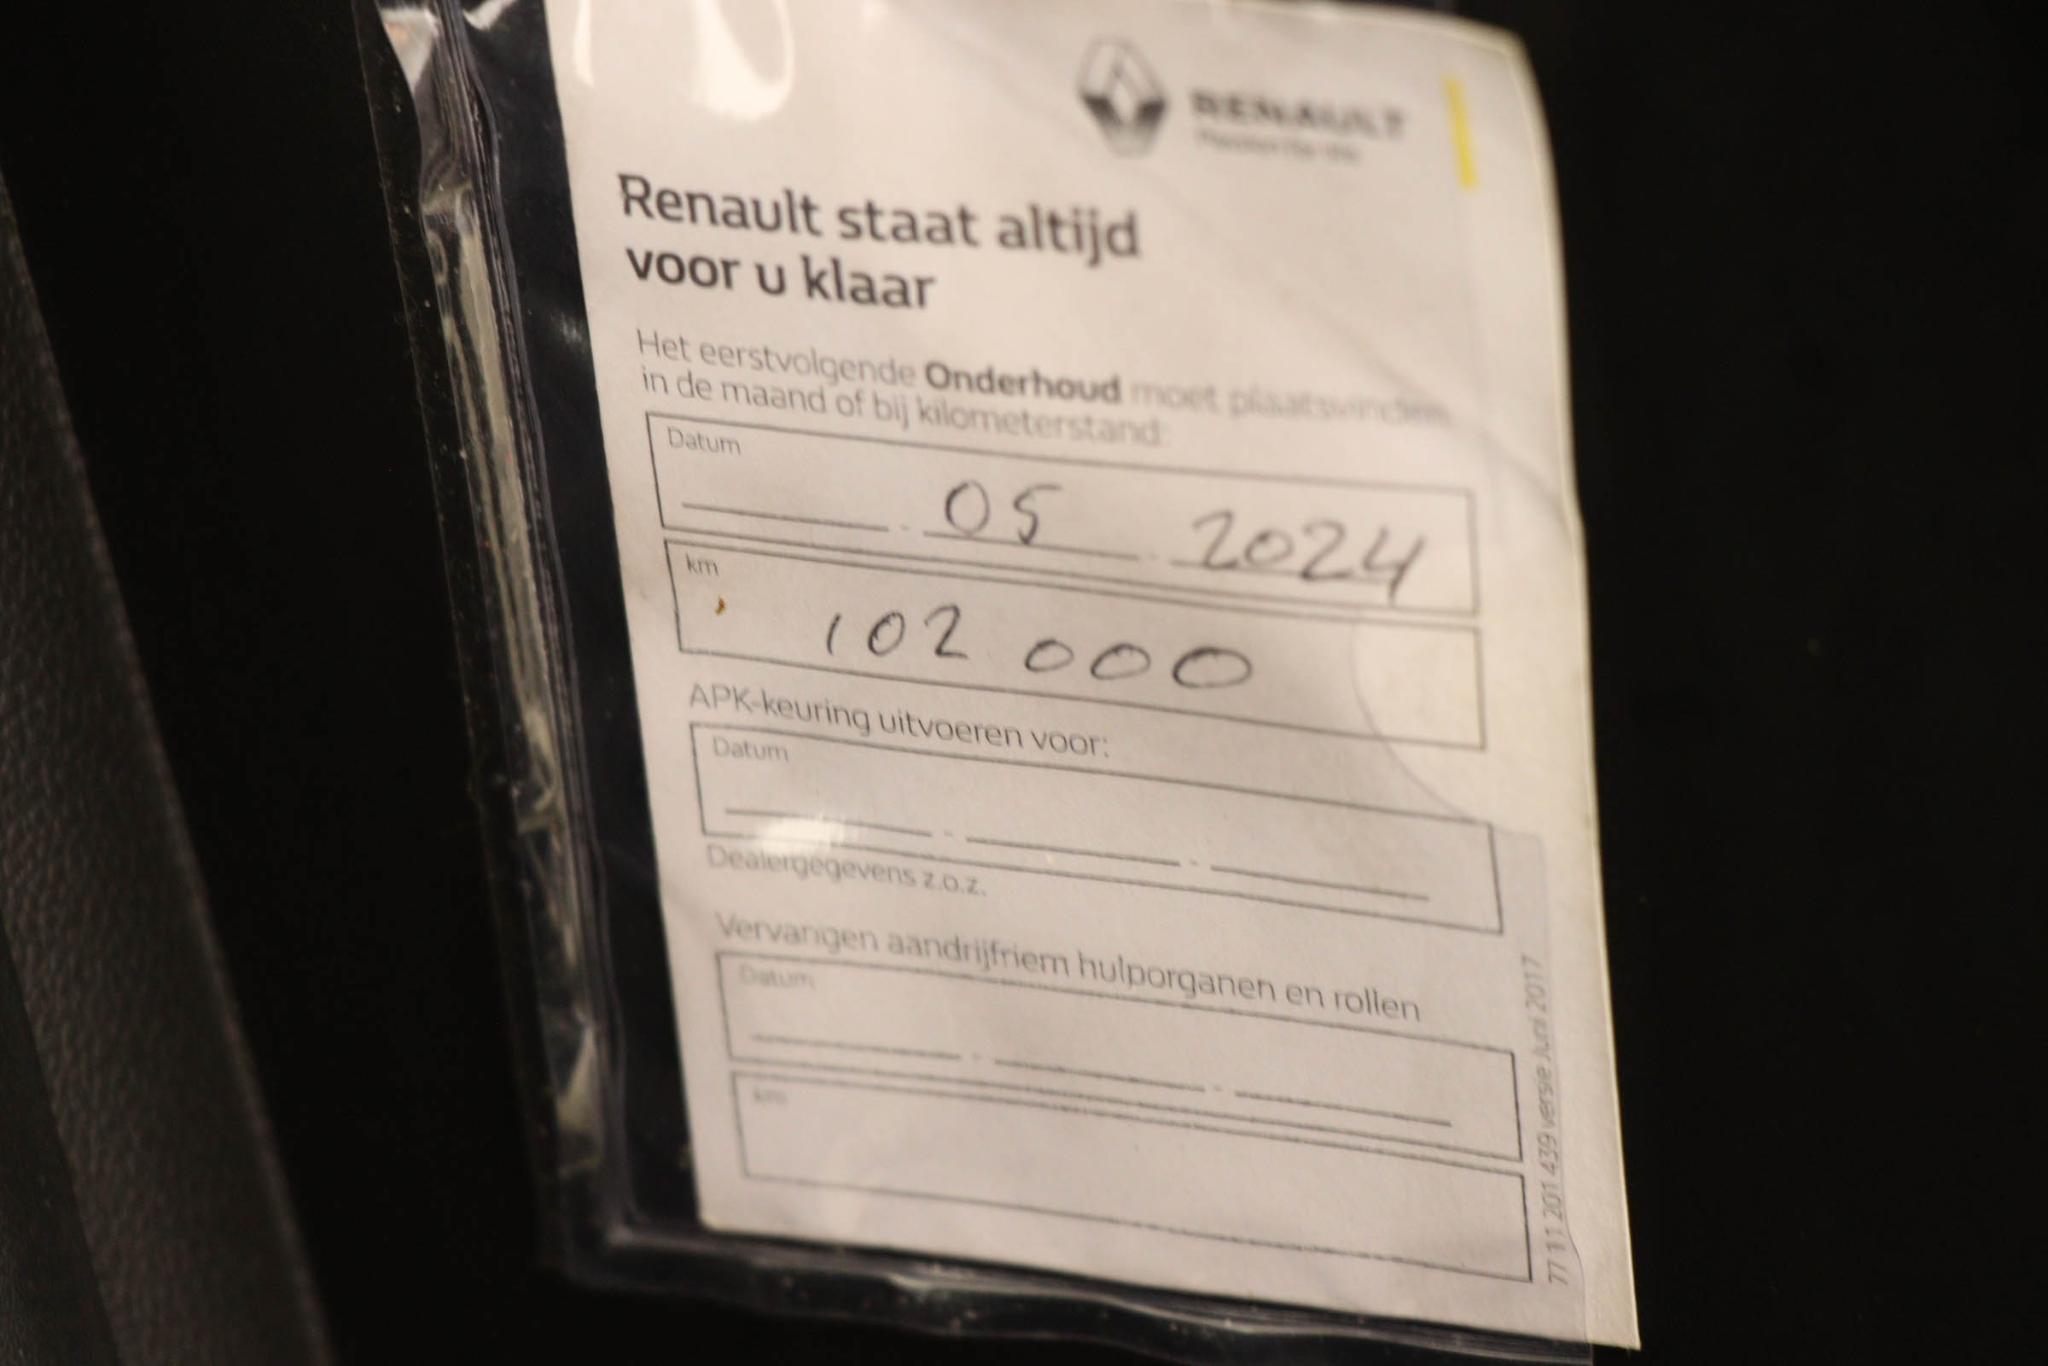 RENAULT
Renault staat altijd
voor u klaar
Het eerstvolgende Onderhoud moet plaatsvinden
in de maand of bij kilometerstand:
Datum
05 2024
km
102 000
APK-keuring uitvoeren voor:
Datum
Dealergegevens z.o.z.
Vervangen aandrijfriem hulporganen en rollen
Datum
km
77 11 201 439 versie Juni 2017